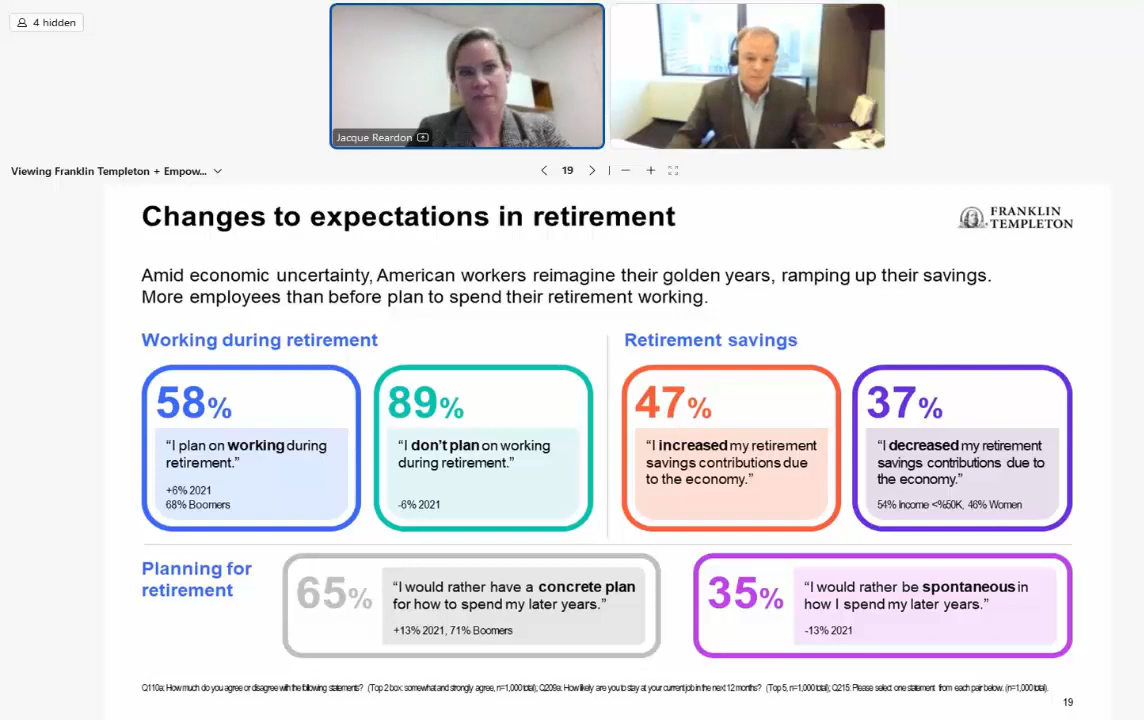 4 hidden
Jacque Reardon
Viewing Franklin Templeton + Empow...
19
Changes to expectations in retirement
FRANKLIN
TEMPLETON
Amid economic uncertainty, American workers reimagine their golden years, ramping up their savings.
More employees than before plan to spend their retirement working.
Working during retirement
58%
“I plan on working during
retirement.”
+6% 2021
68% Boomers
89%
“I don’t plan on working
during retirement.”
-6% 2021
Retirement savings
47%
“I increased my retirement
savings contributions due
to the economy.”
37%
“I decreased my retirement
savings contributions due to
the economy.”
54% Income <%50K, 46% Women
Planning for
retirement
65%
“I would rather have a concrete plan
for how to spend my later years.”
+13% 2021, 71% Boomers
35%
“I would rather be spontaneous in
how I spend my later years.”
-13% 2021
Q110a: How much do you agree or disagree with the following statements? (Top 2 box: somewhat and strongly agree, n=1,000 total); Q209a: How likely are you to stay at your current job in the next 12 months? (Top 5, n=1,000 total); Q215: Please select one statement from each pair below. (n=1,000 total).
19